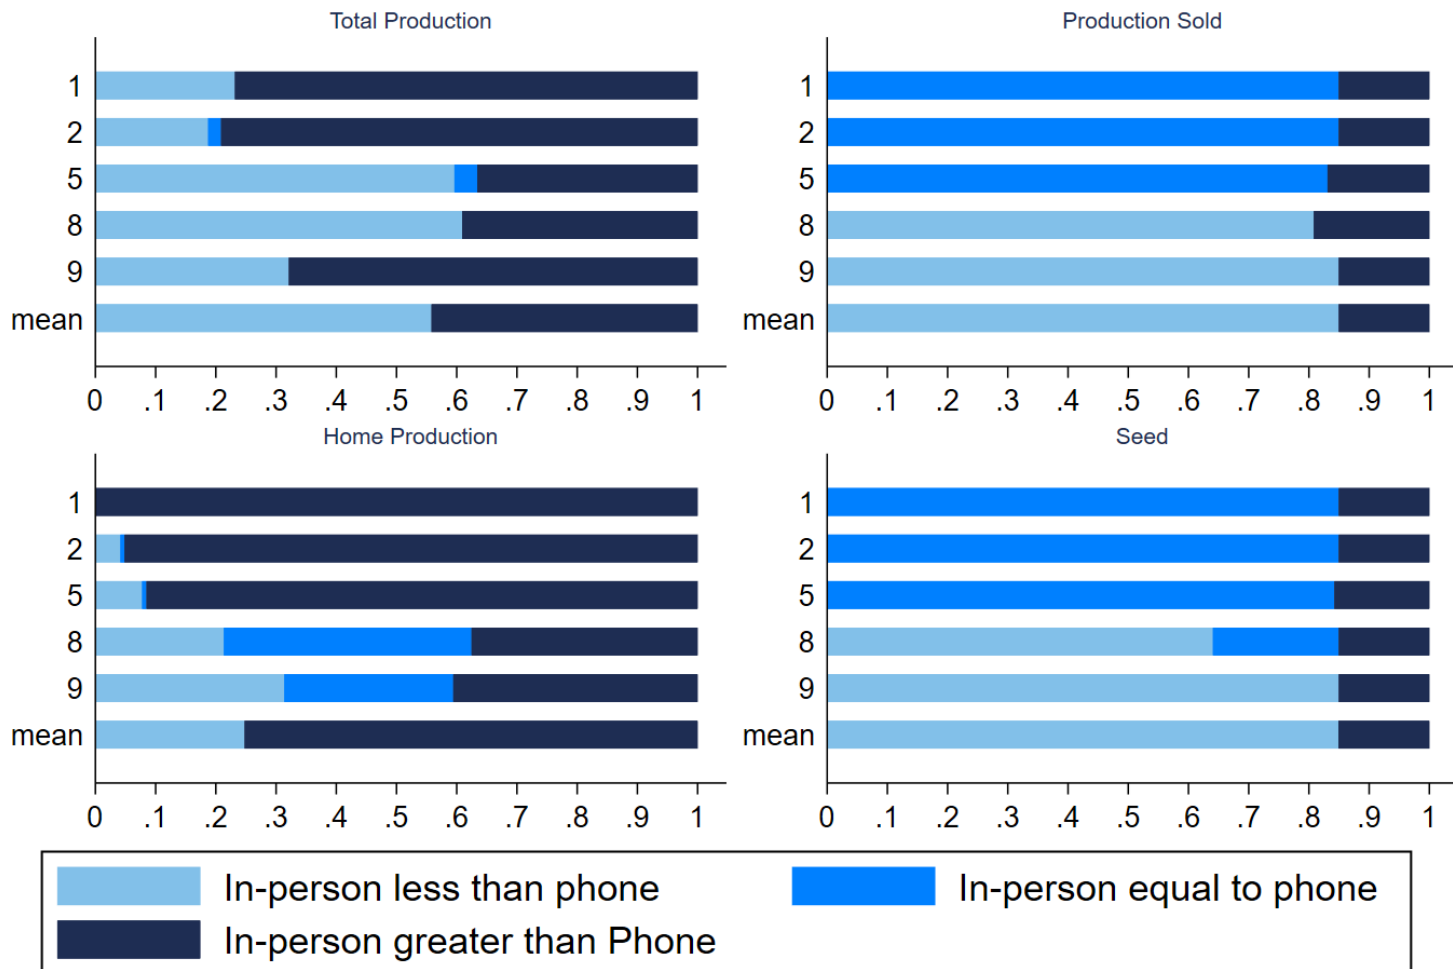 Total Production
1
2
5
8
9
mean
0 .1 .2 .3 .4 .5 .6 .7 .8 .9 1
Production Sold
1
2
5
8
9
mean
0 .1 .2 .3 .4 .5 .6 .7 .8 .9 1
Home Production
1
2
5
8
9
mean
0 .1 .2 .3 .4 .5 .6 .7 .8 .9 1
Seed
1
2
5
8
9
mean
0 .1 .2 .3 .4 .5 .6 .7 .8 .9 1
In-person less than phone
In-person equal to phone
In-person greater than Phone